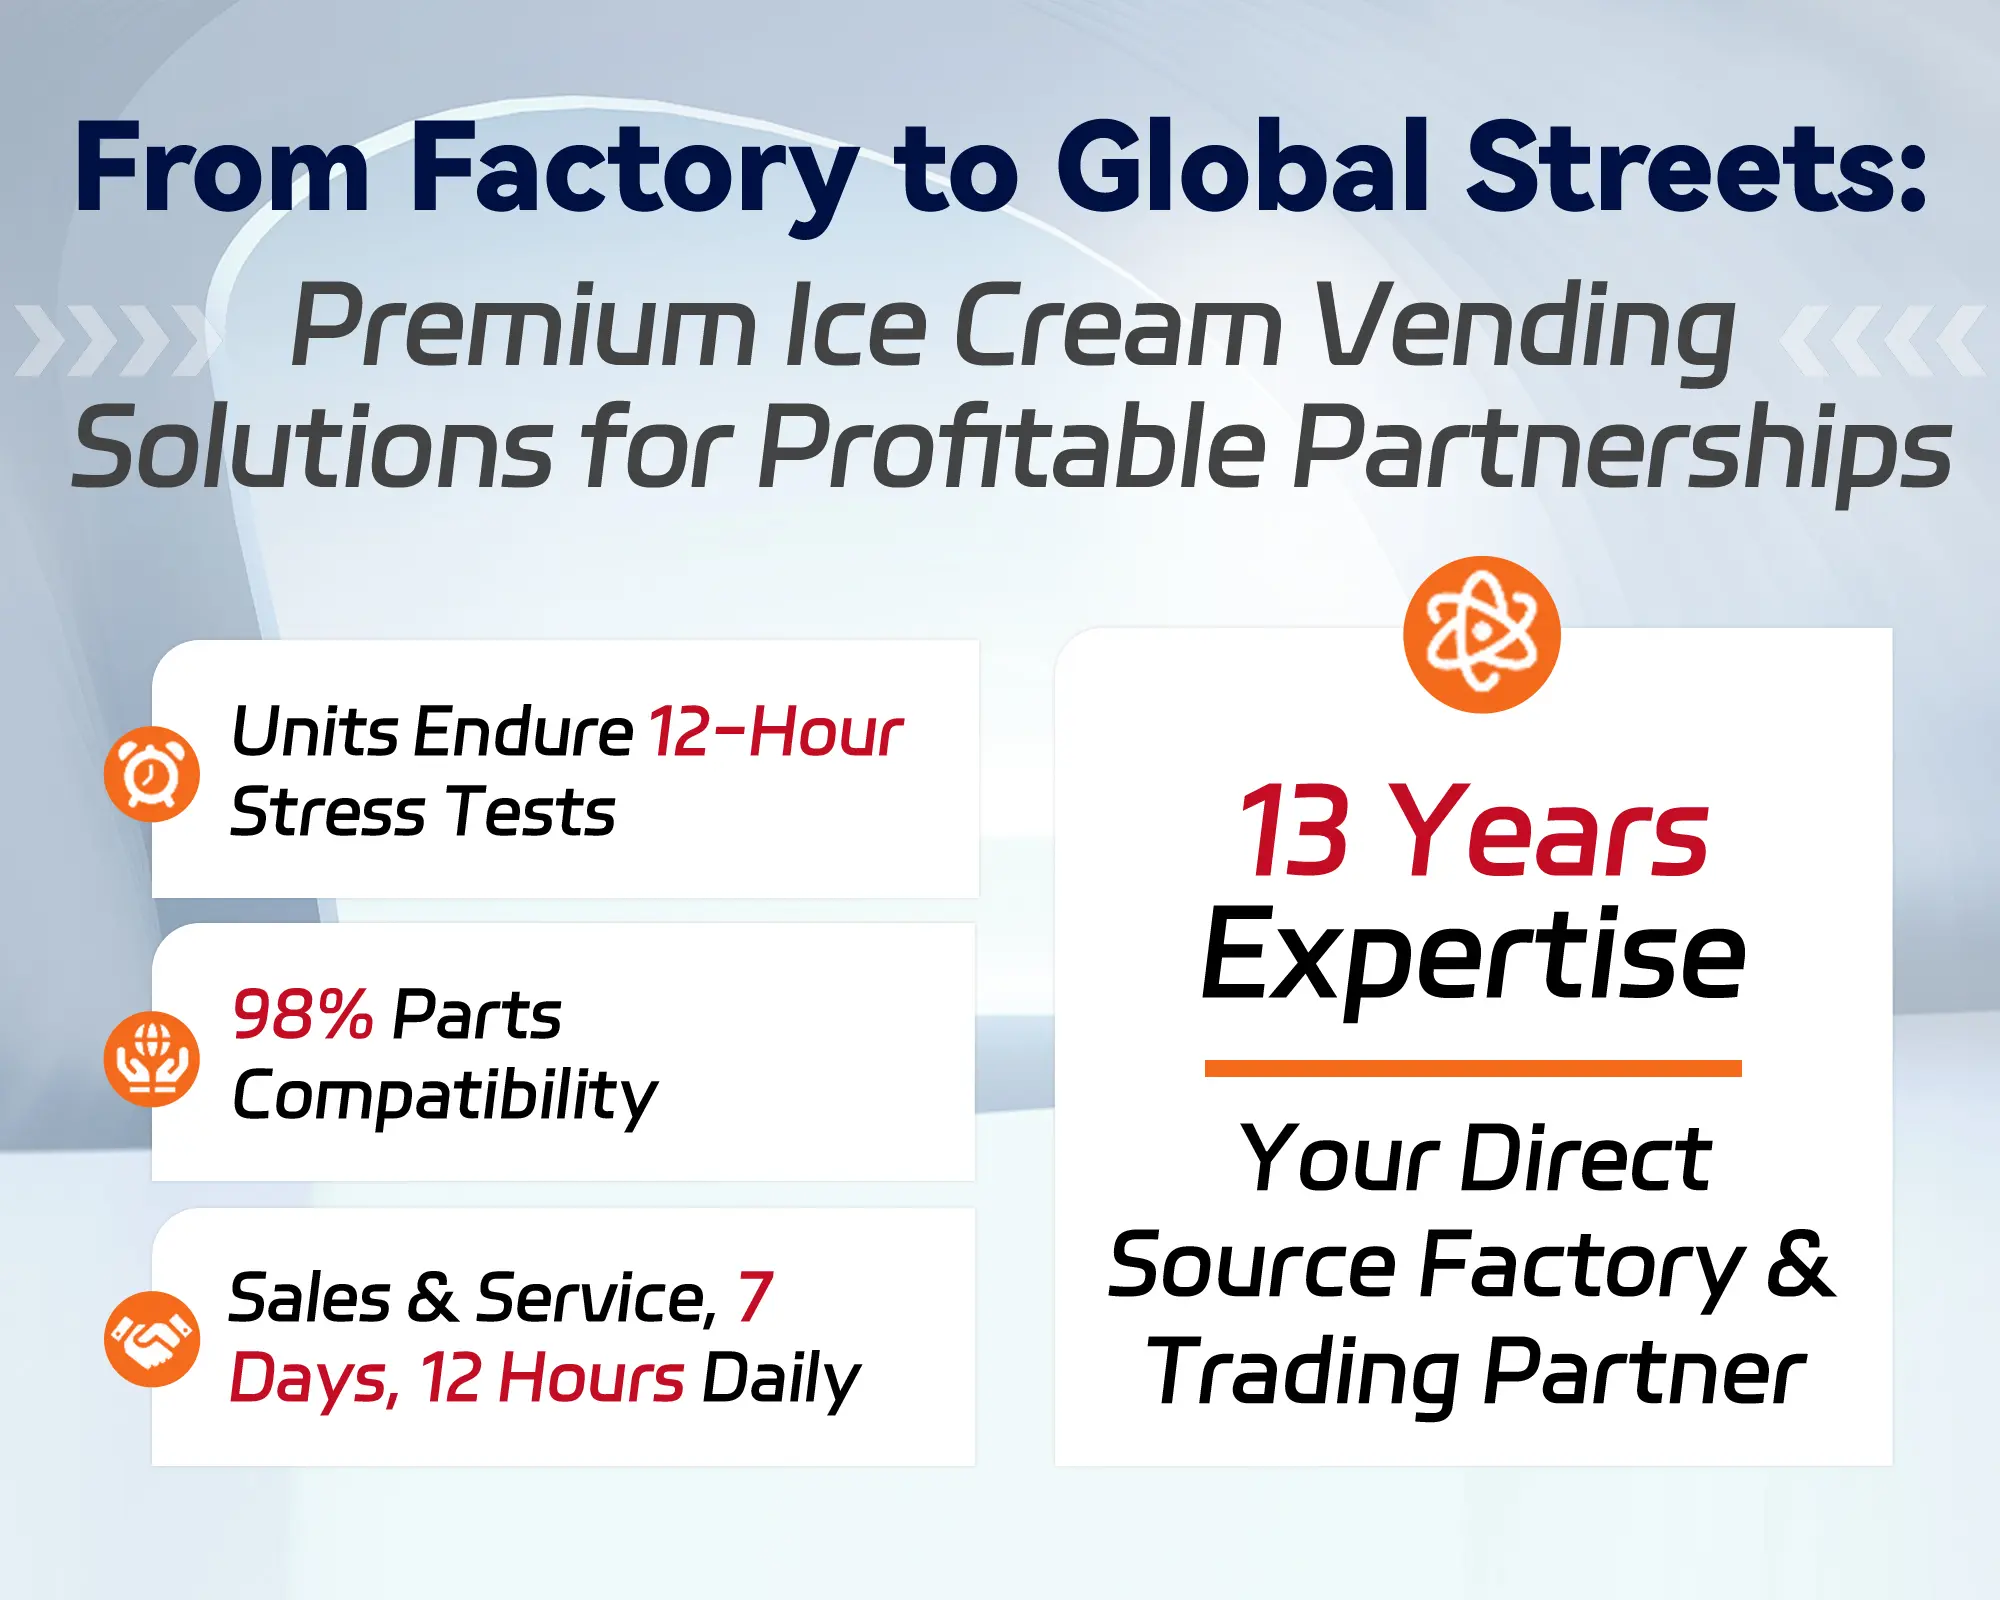 From Factory to Global Streets:
Premium Ice Cream Vending
Solutions for Profitable Partnerships
Units Endure 12-Hour
Stress Tests
98% Parts
Compatibility
Sales & Service, 7
Days, 12 Hours Daily
13 Years
Expertise
Your Direct
Source Factory &
Trading Partner